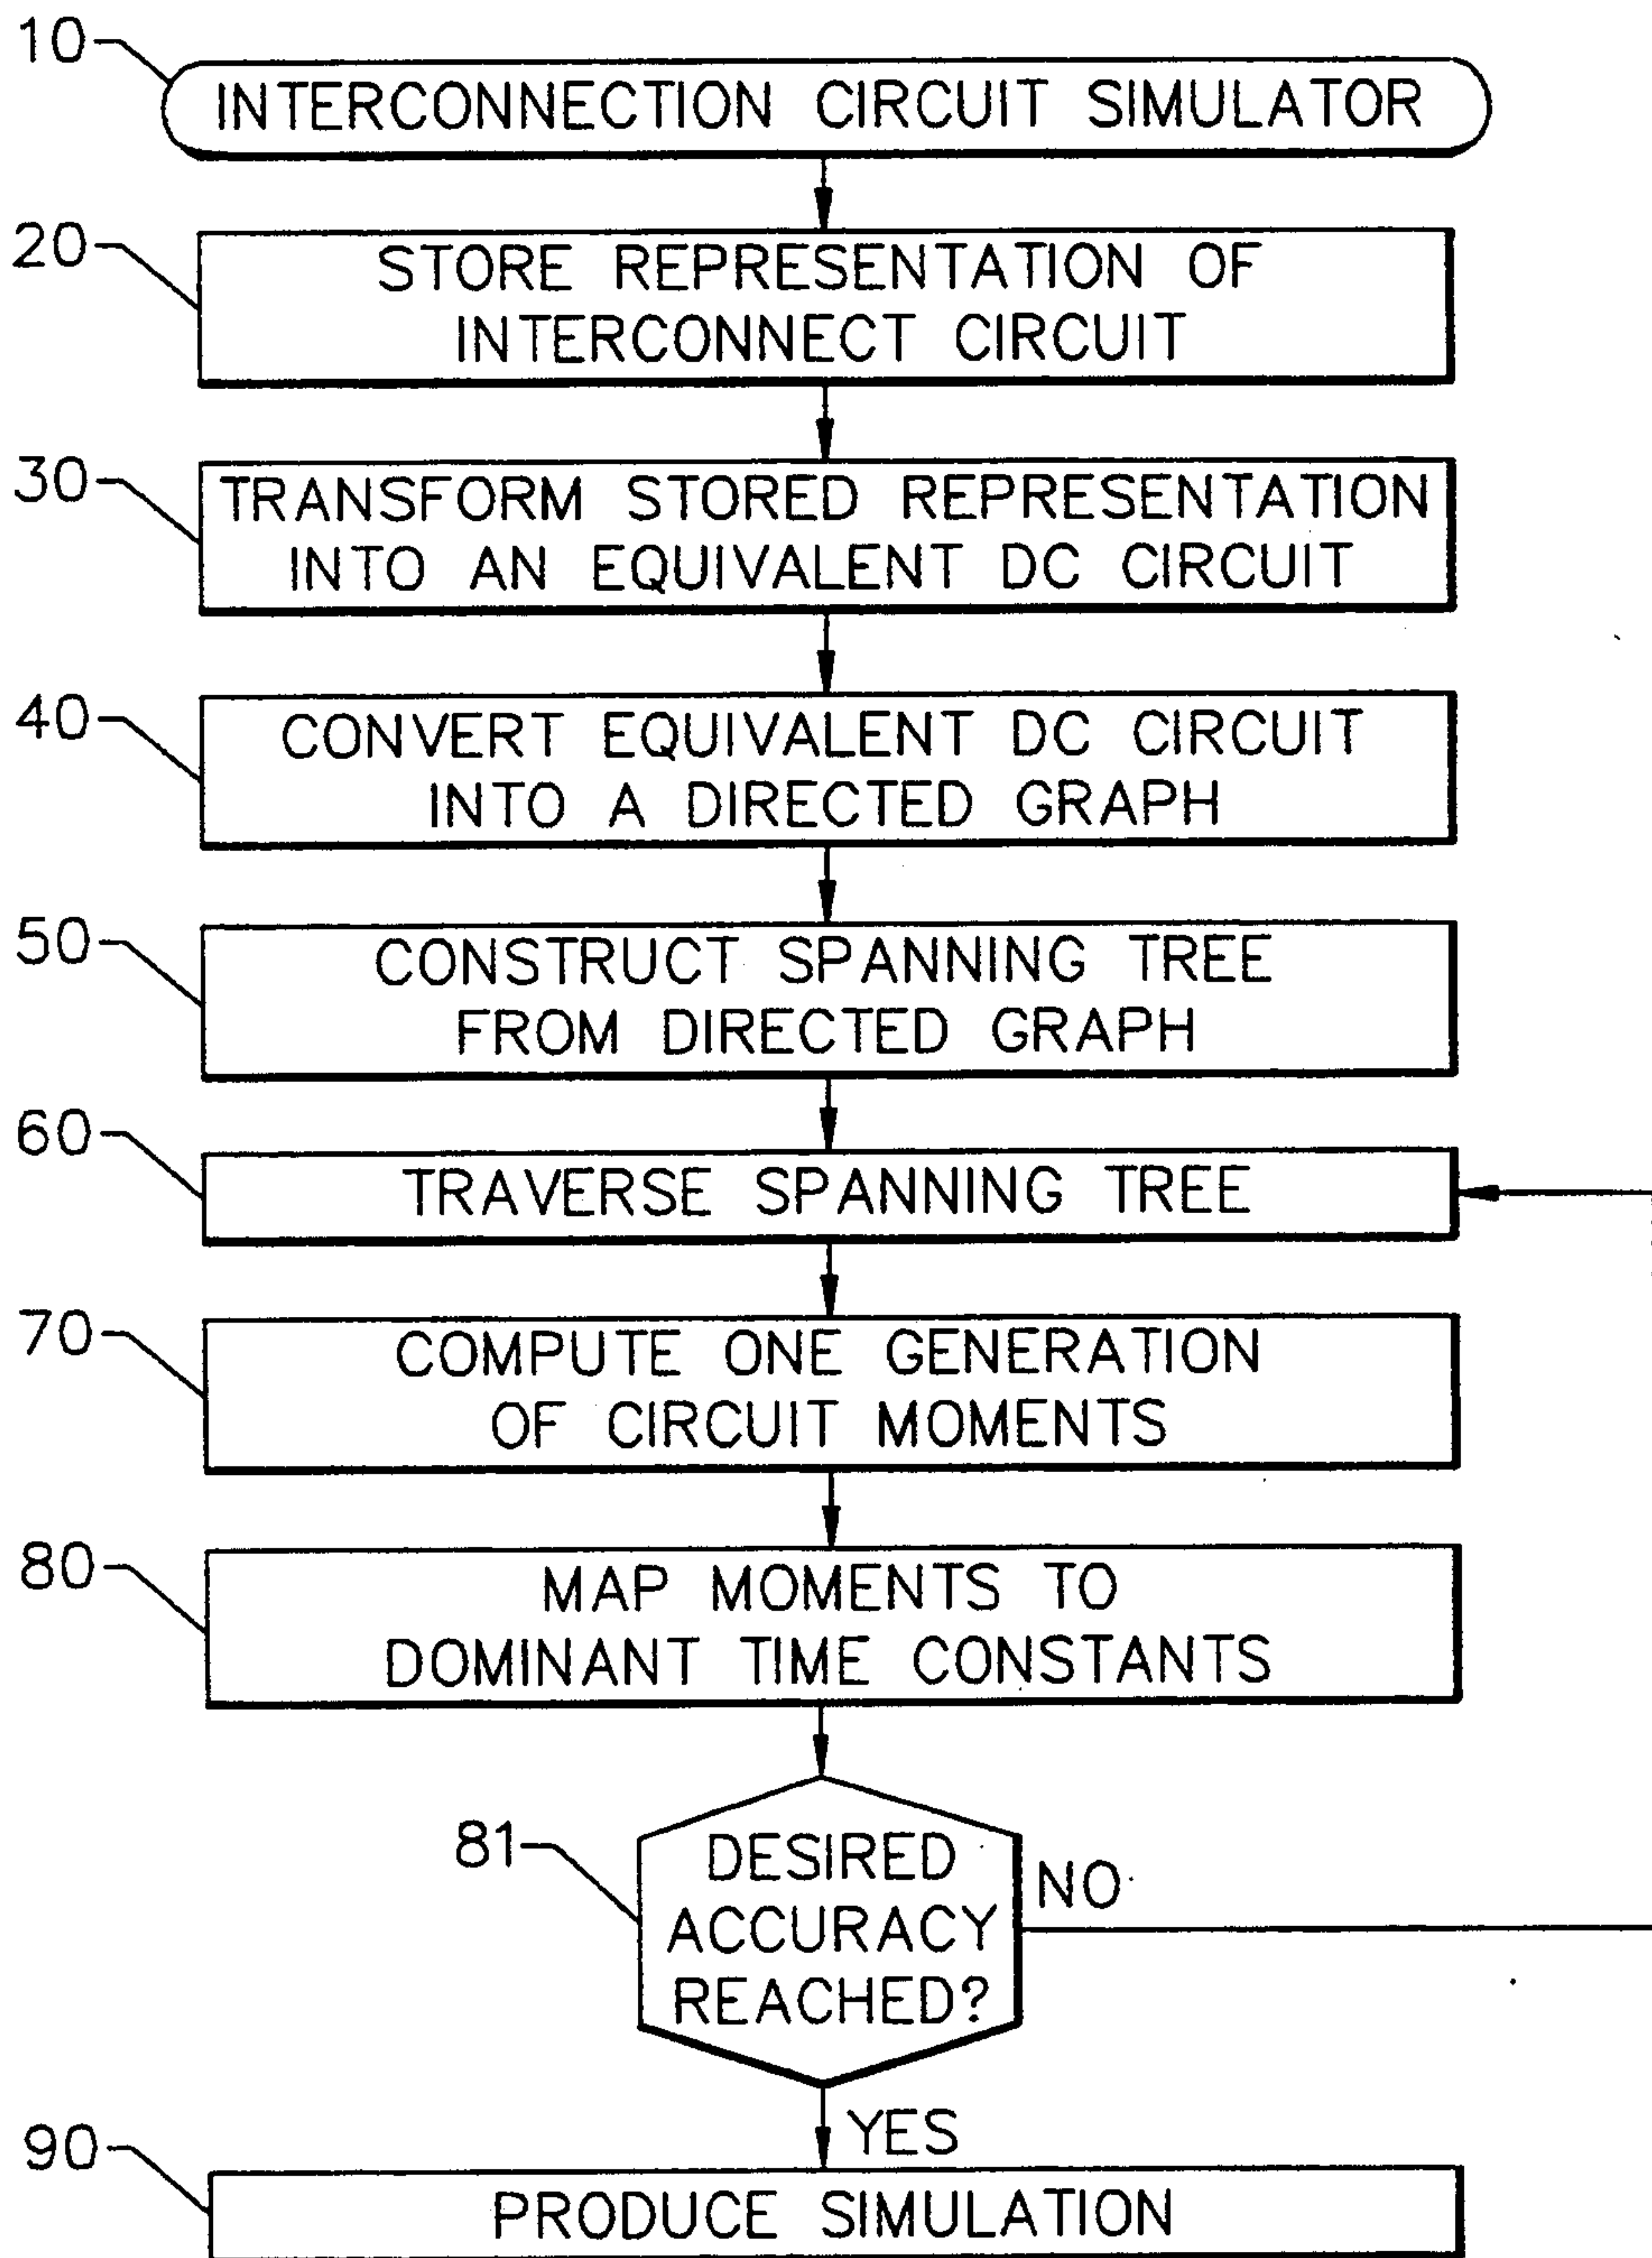 10
INTERCONNECTION CIRCUIT SIMULATOR
20
STORE REPRESENTATION OF
INTERCONNECT CIRCUIT
30
TRANSFORM STORED REPRESENTATION
INTO AN EQUIVALENT DC CIRCUIT
40
CONVERT EQUIVALENT DC CIRCUIT
INTO A DIRECTED GRAPH
50
CONSTRUCT SPANNING TREE
FROM DIRECTED GRAPH
60
TRAVERSE SPANNING TREE
70
COMPUTE ONE GENERATION
OF CIRCUIT MOMENTS
80
MAP MOMENTS TO
DOMINANT TIME CONSTANTS
81
DESIRED
ACCURACY
REACHED?
NO
YES
90
PRODUCE SIMULATION